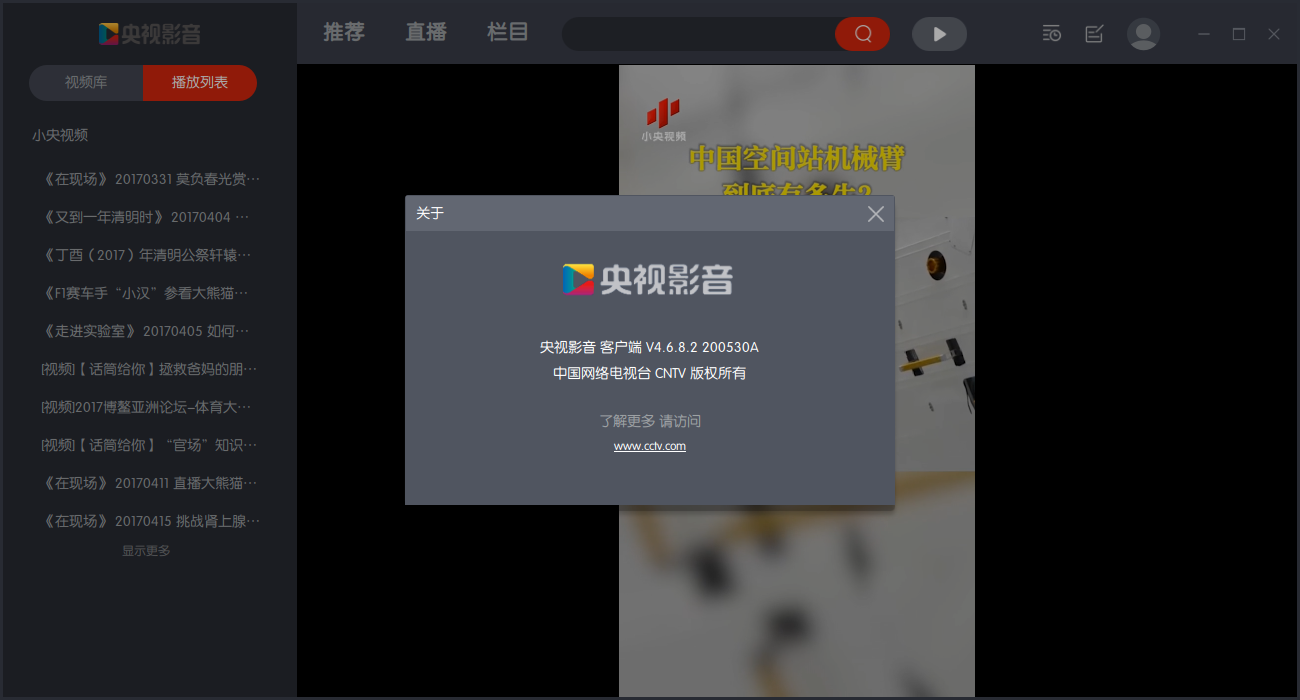 央视影音
推荐
直播
栏目
视频库
播放列表
小央视频
《在现场》 20170331 莫负春光赏…
《又到一年清明时》 20170404 …
《丁酉（2017）年清明公祭轩辕…
《F1赛车手“小汉”参看大熊猫…
《走进实验室》 20170405 如何…
[视频]【话筒给你】拯救爸妈的朋…
[视频]2017博鳌亚洲论坛-体育大…
[视频]【话筒给你】“官场”知识…
《在现场》 20170411 直播大熊猫…
《在现场》 20170415 挑战肾上腺…
显示更多
小央视频
中国空间站机械臂
到底有多牛?
关于
央视影音
央视影音 客户端 V4.6.8.2 200530A
中国网络电视台 CNTV 版权所有
了解更多 请访问
www.cctv.com